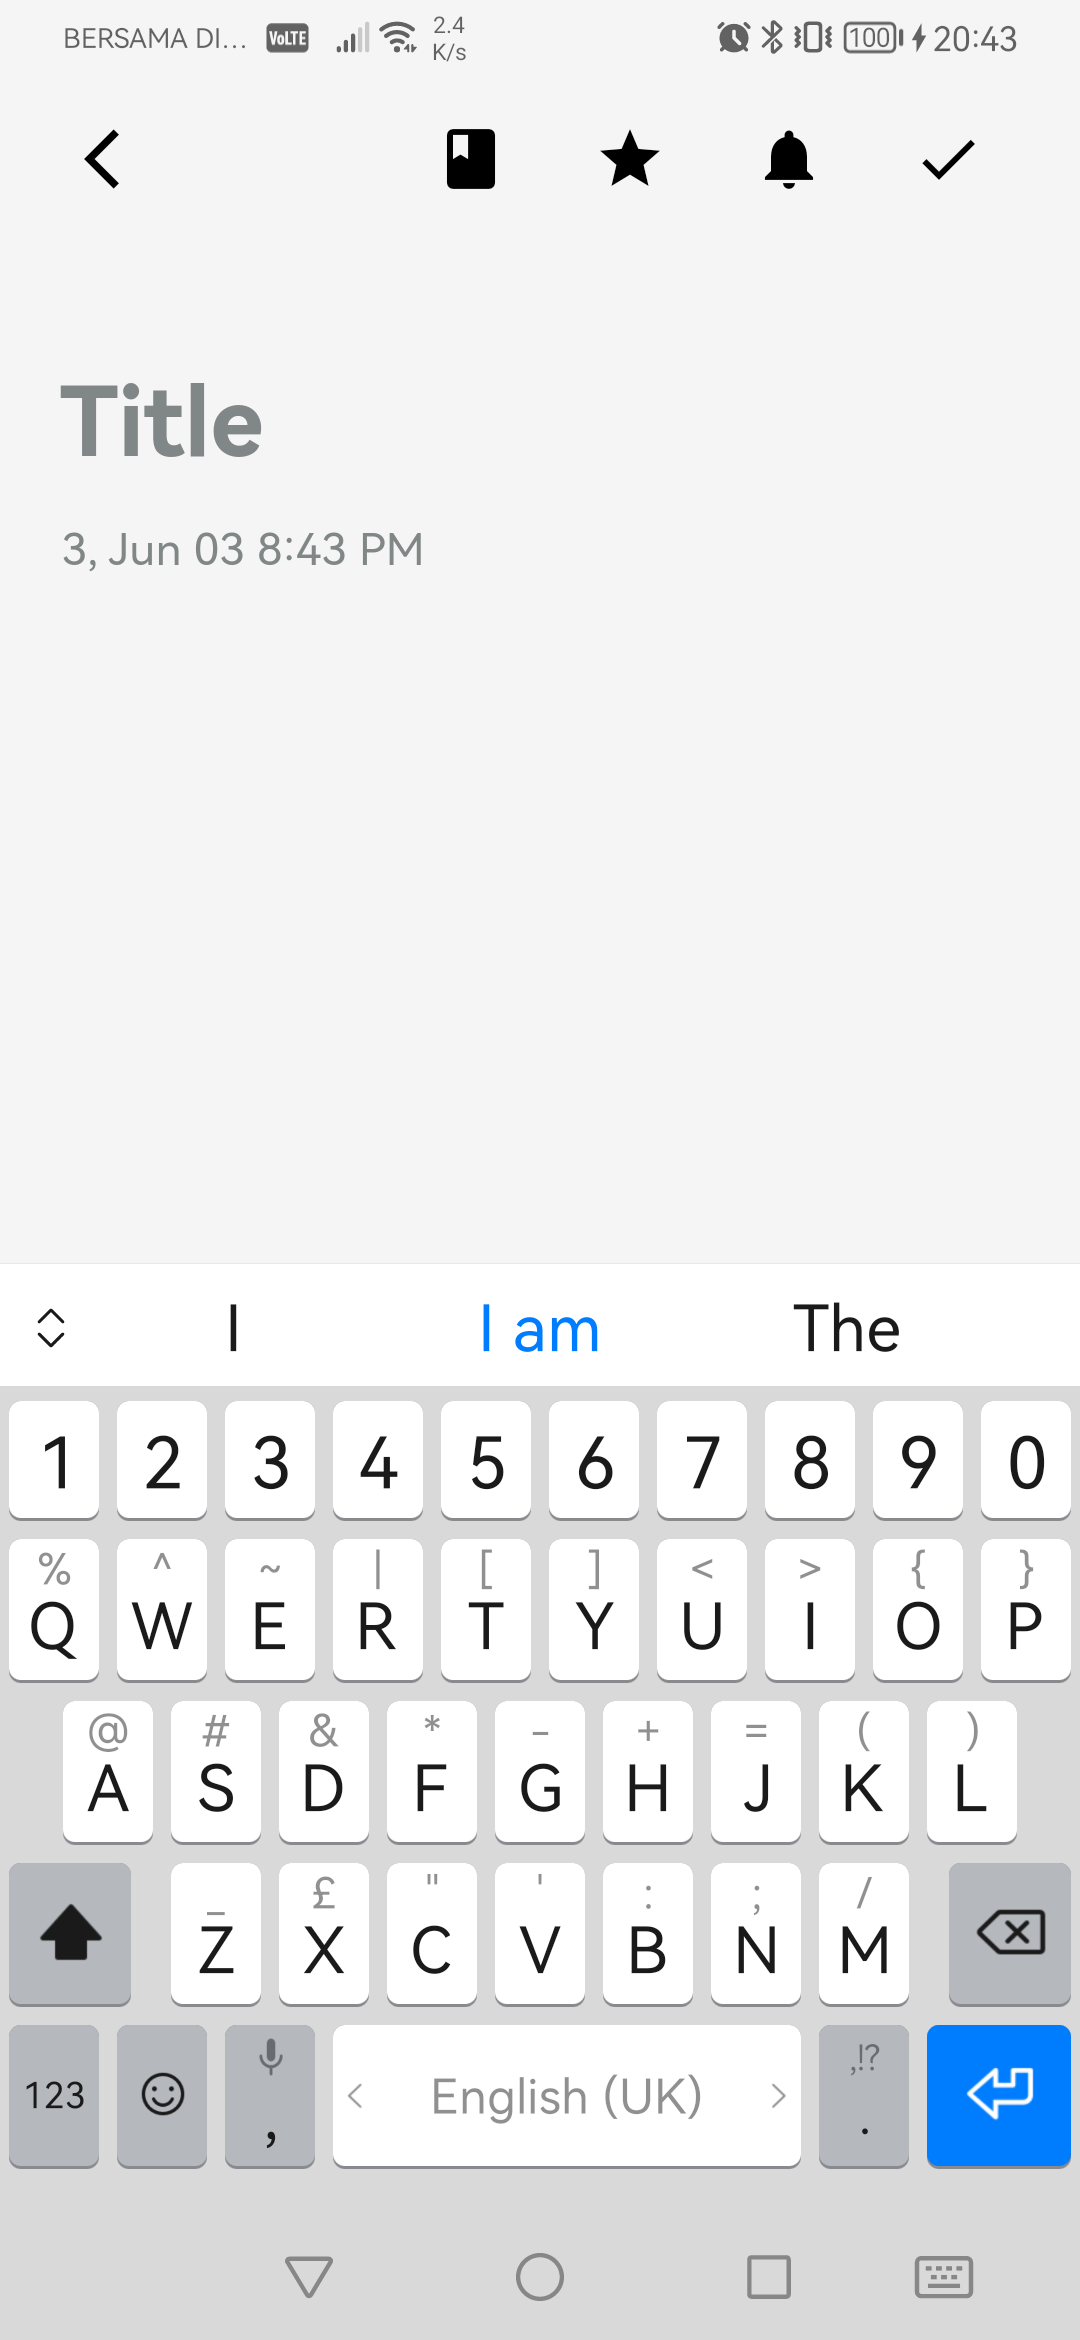 BERSAMA DI... VoLTE 2.4 K/s 100 20:43
Title
3, Jun 03 8:43 PM
I I am The
1 2 3 4 5 6 7 8 9 0
% ^ ~ | [ ] < > { }
Q W E R T Y U I O P
@ # & * - + = ( )
A S D F G H J K L
_ £ " ' : ; /
Z X C V B N M
123 , < English (UK) > ,!? .